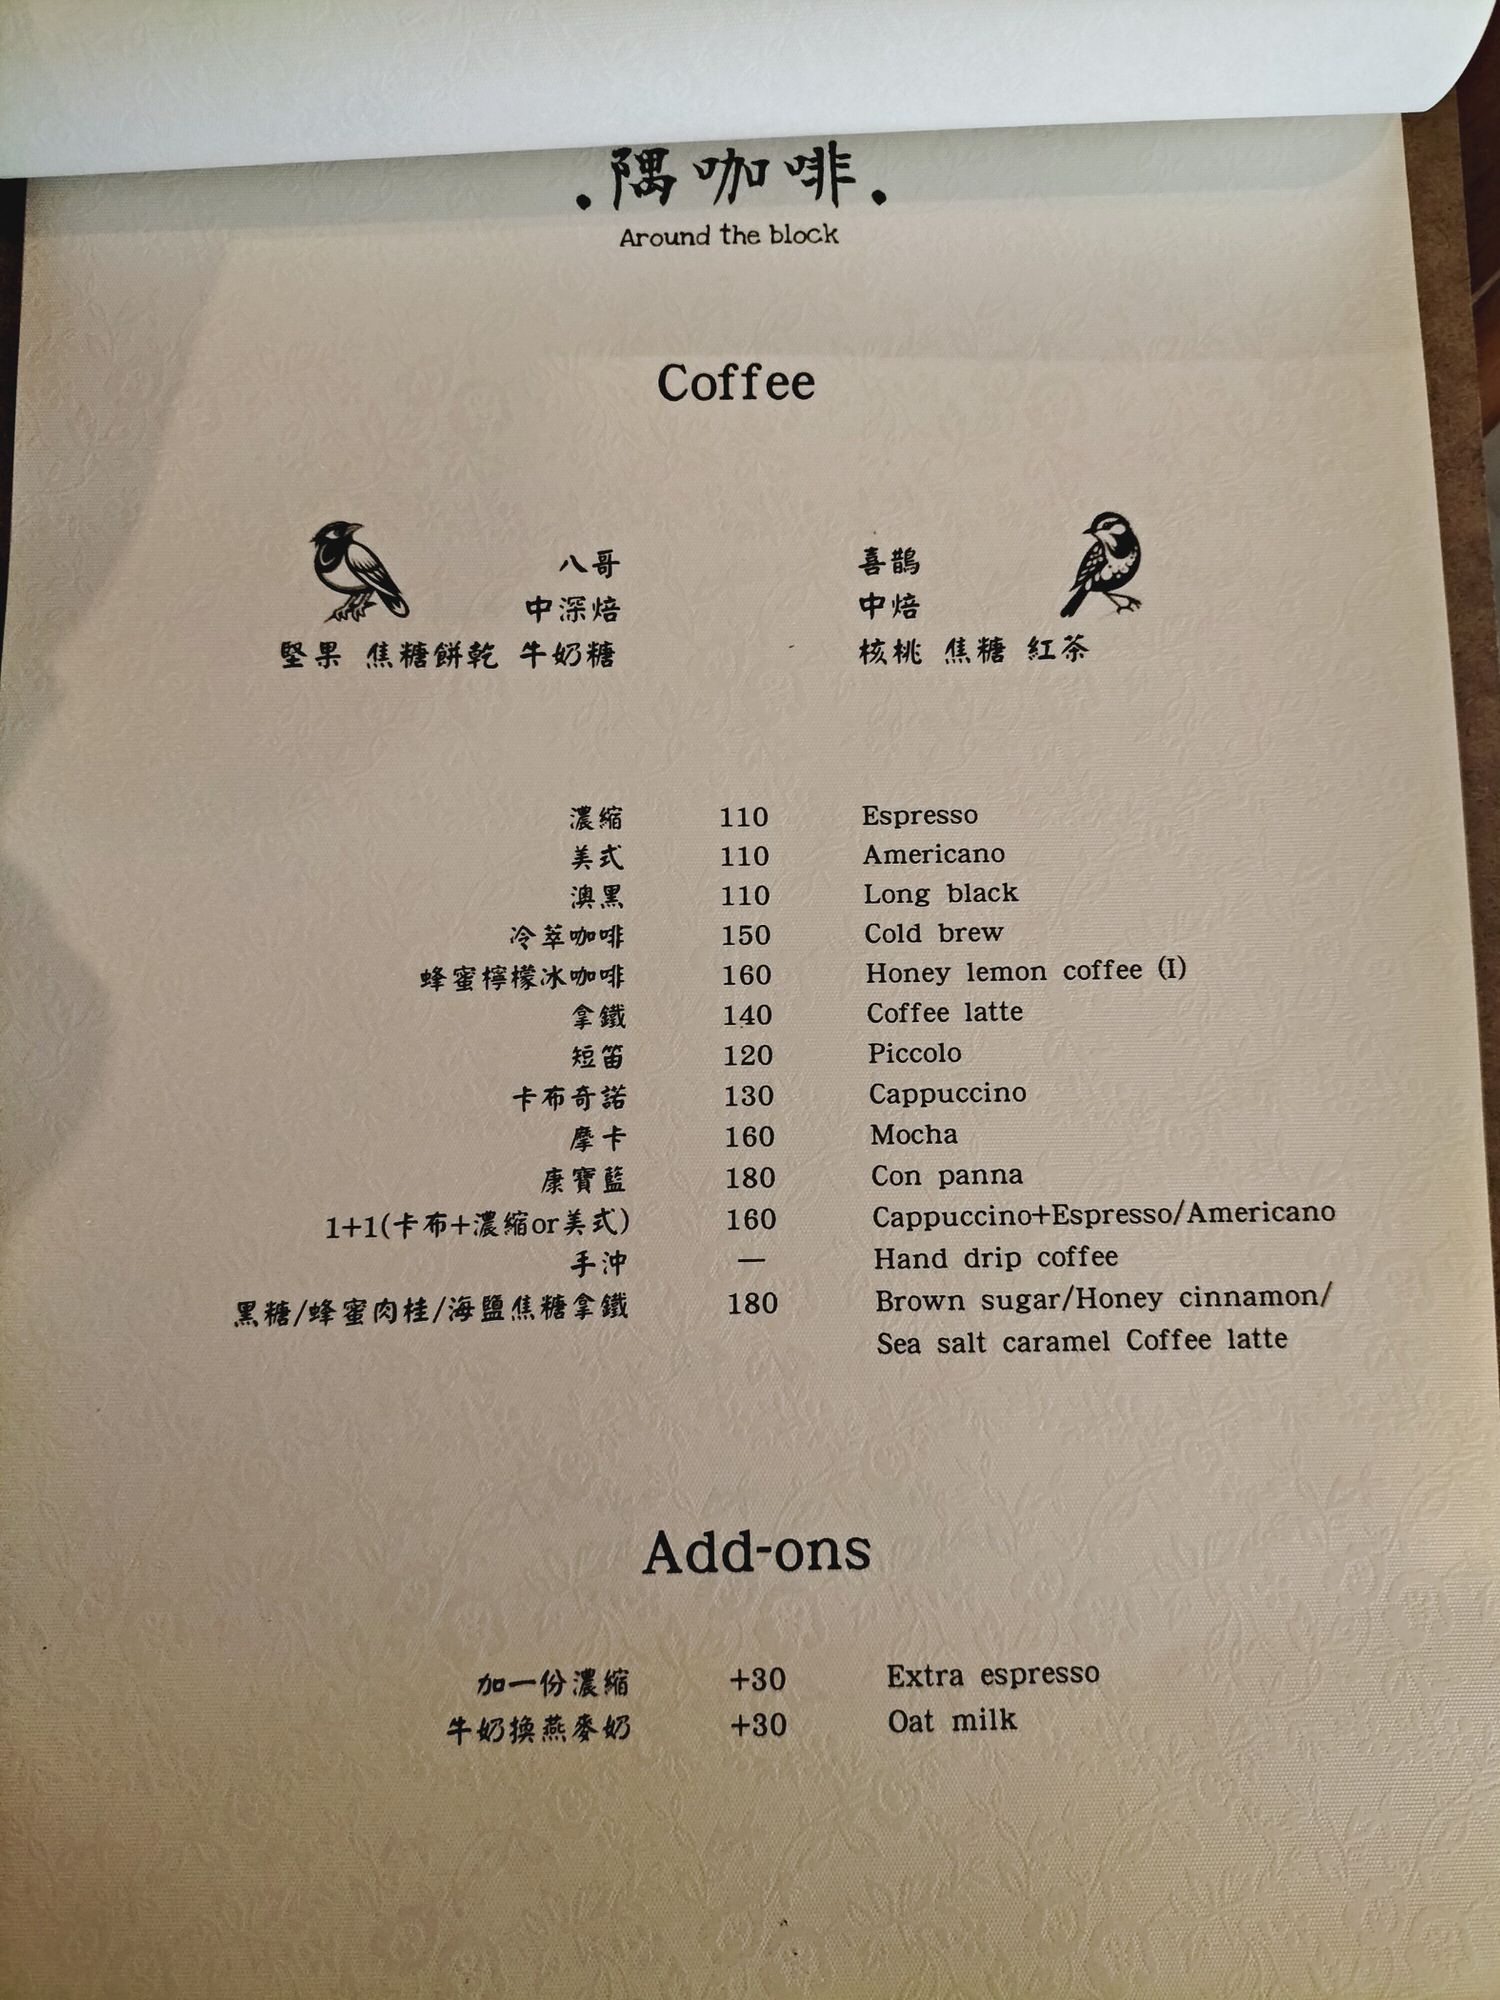 .隅咖啡.
Around the block
Coffee
八哥
中深焙
堅果 焦糖餅乾 牛奶糖
喜鵲
中焙
核桃 焦糖 紅茶
濃縮 110 Espresso
美式 110 Americano
澳黑 110 Long black
冷萃咖啡 150 Cold brew
蜂蜜檸檬冰咖啡 160 Honey lemon coffee (I)
拿鐵 140 Coffee latte
短笛 120 Piccolo
卡布奇諾 130 Cappuccino
摩卡 160 Mocha
康寶藍 180 Con panna
1+1(卡布+濃縮or美式) 160 Cappuccino+Espresso/Americano
手沖 — Hand drip coffee
黑糖/蜂蜜肉桂/海鹽焦糖拿鐵 180 Brown sugar/Honey cinnamon/
Sea salt caramel Coffee latte
Add-ons
加一份濃縮 +30 Extra espresso
牛奶換燕麥奶 +30 Oat milk